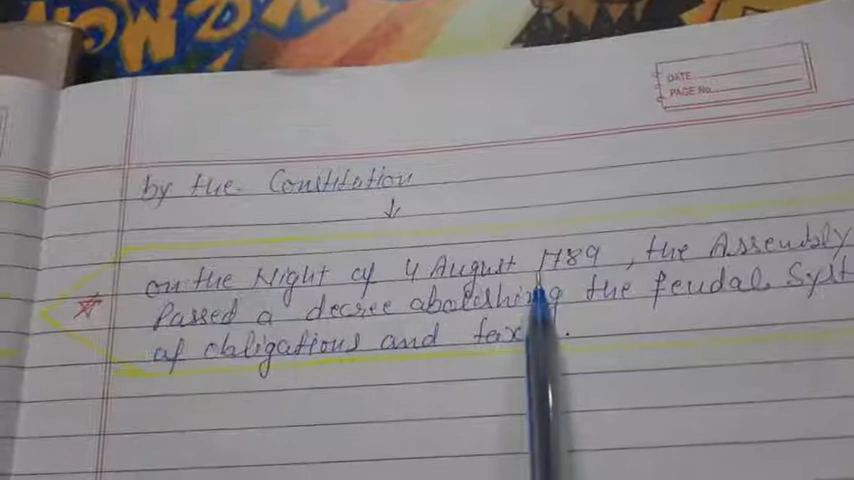 DATE
PAGE No.
by the Constitution
on the Night of 4 August 1789, the Assembly
Passed a decree abolishing the feudal Syst
of obligations and taxes.